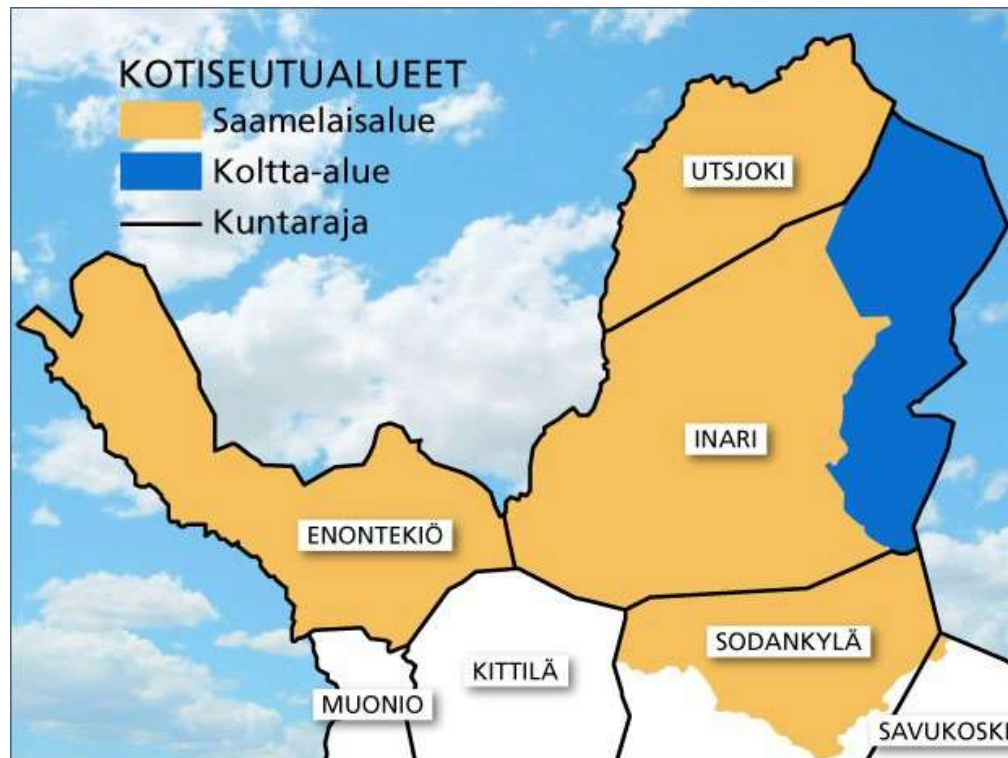 KOTISEUTUALUEET
Saamelaisalue
Koltta-alue
Kuntaraja
UTSJOKI
INARI
ENONTEKIÖ
SODANKYLÄ
KITTILÄ
MUONIO
SAVUKOSKI